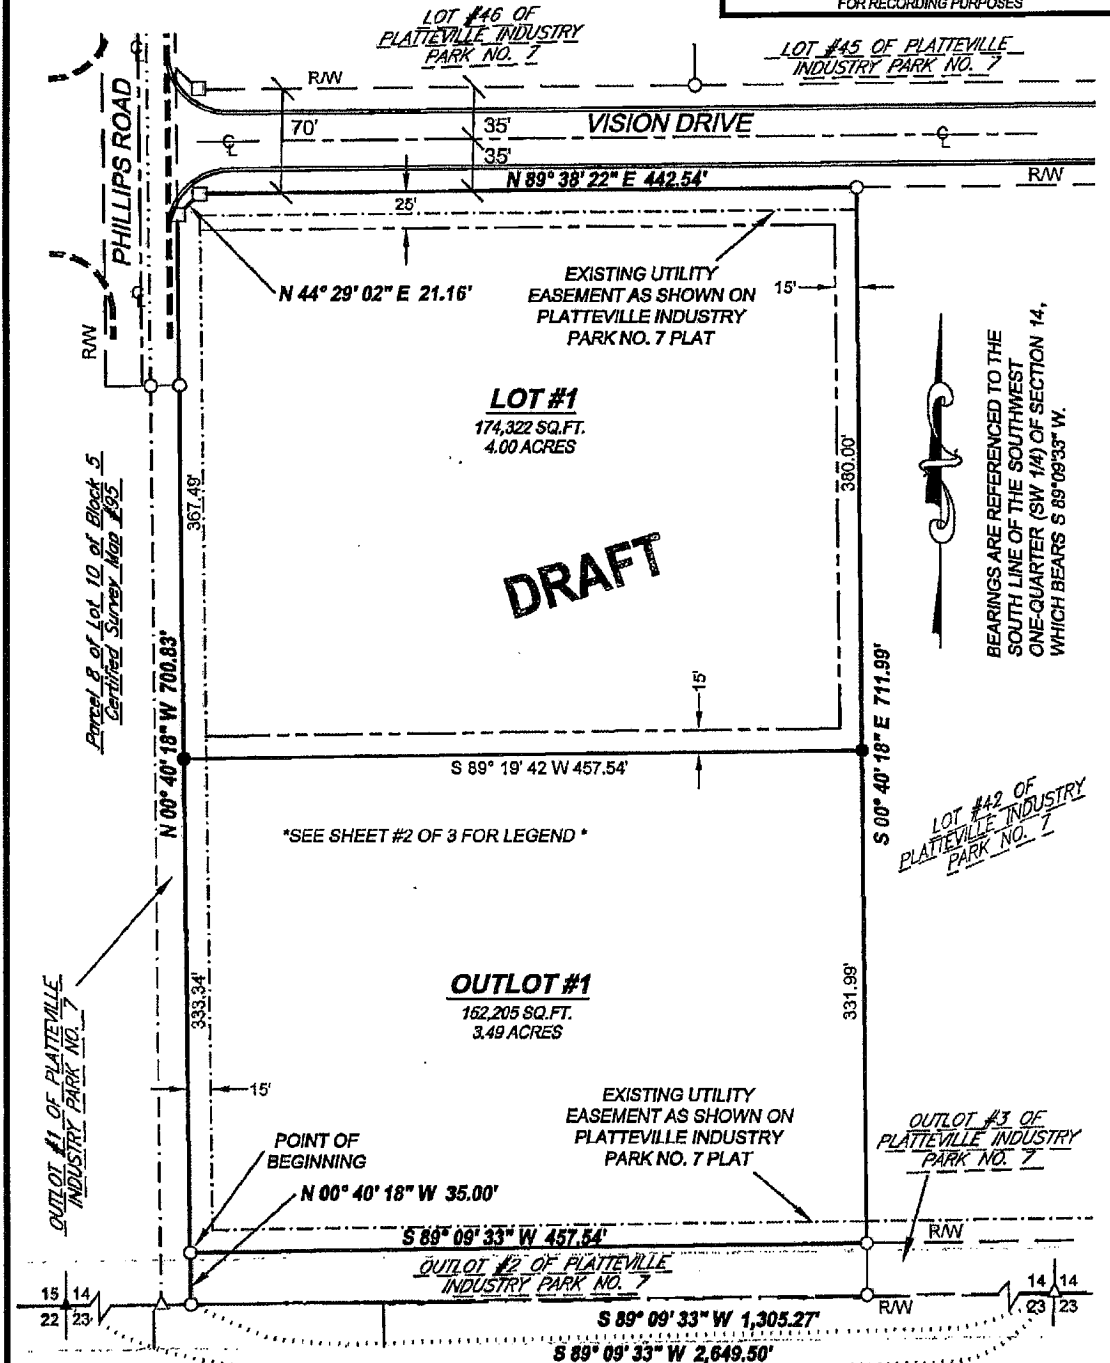 FOR RECORDING PURPOSES
LOT #46 OF
PLATTEVILLE INDUSTRY
PARK NO. 7
LOT #45 OF PLATTEVILLE
INDUSTRY PARK NO. 7
R/W
PHILLIPS ROAD
70'
35'
VISION DRIVE
35'
N 89° 38' 22" E 442.54'
R/W
25'
N 44° 29' 02" E 21.16'
EXISTING UTILITY
EASEMENT AS SHOWN ON
PLATTEVILLE INDUSTRY
PARK NO. 7 PLAT
15'
R/W
LOT #1
174,322 SQ.FT.
4.00 ACRES
BEARINGS ARE REFERENCED TO THE
SOUTH LINE OF THE SOUTHWEST
ONE-QUARTER (SW 1/4) OF SECTION 14,
WHICH BEARS S 89°09'33" W.
367.49'
380.00'
Parcel B of Lot 10 of Block 5
Certified Survey Map #95
DRAFT
N 00° 40' 18" W 700.83'
15'
S 00° 40' 18" E 711.99'
S 89° 19' 42 W 457.54'
*SEE SHEET #2 OF 3 FOR LEGEND *
LOT #42 OF
PLATTEVILLE INDUSTRY
PARK NO. 7
OUTLOT #1
162,205 SQ.FT.
3.49 ACRES
333.34'
331.99'
OUTLOT #1 OF PLATTEVILLE
INDUSTRY PARK NO. 7
15'
EXISTING UTILITY
EASEMENT AS SHOWN ON
PLATTEVILLE INDUSTRY
PARK NO. 7 PLAT
OUTLOT #3 OF
PLATTEVILLE INDUSTRY
PARK NO. 7
POINT OF
BEGINNING
N 00° 40' 18" W 35.00'
S 89° 09' 33" W 457.54'
R/W
OUTLOT #2 OF PLATTEVILLE
INDUSTRY PARK NO. 7
15 14
22 23
14 14
23 23
R/W
S 89° 09' 33" W 1,305.27'
S 89° 09' 33" W 2,649.50'